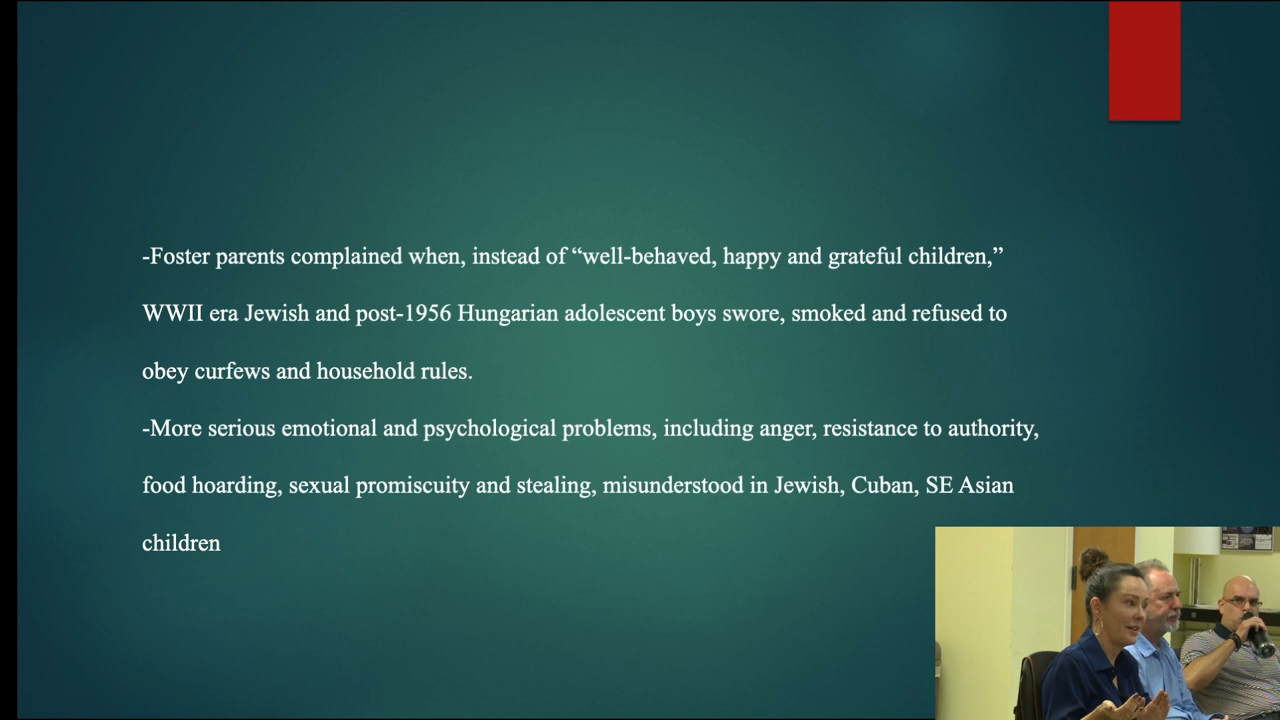 -Foster parents complained when, instead of “well-behaved, happy and grateful children,”
WWII era Jewish and post-1956 Hungarian adolescent boys swore, smoked and refused to
obey curfews and household rules.
-More serious emotional and psychological problems, including anger, resistance to authority,
food hoarding, sexual promiscuity and stealing, misunderstood in Jewish, Cuban, SE Asian
children